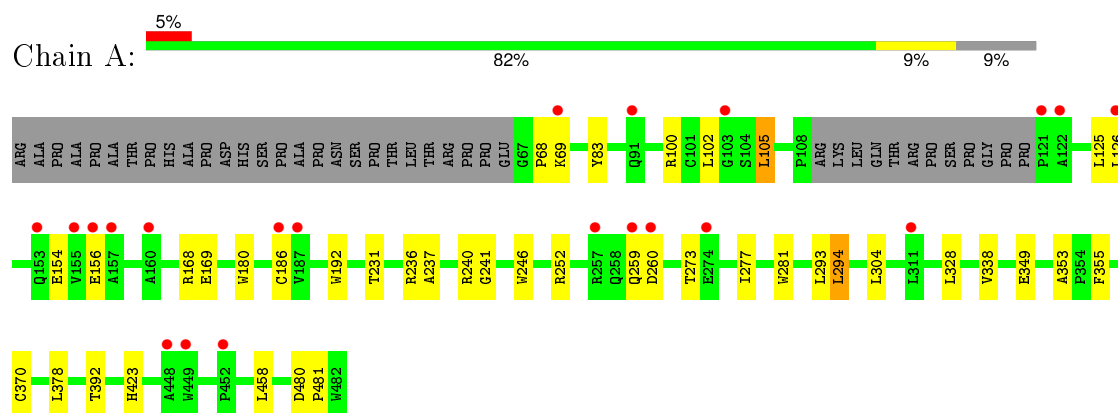 5%
Chain A:
82% 9% 9%
ARG ALA PRO ALA PRO ALA THR PRO HIS ALA PRO ASP HIS SER PRO ALA PRO ASN SER PRO THR LEU THR ARG PRO PRO GLU G67 P68 K69 Y83 Q91 R100 C101 L102 G103 S104 L105 P108 ARG LYS LEU GLN THR ARG PRO SER PRO GLY PRO PRO P121 A122 L125 L126
Q153 E154 V155 E156 A157 A160 R168 E169 W180 C186 V187 W192 T231 R236 A237 R240 G241 W246 R252 R257 Q258 Q259 D260 T273 E274 I277 W281 L293 L294 L304 L311 L328 V338 E349 A353 P354 F355
C370 L378 T392 H423 A448 W449 P452 L458 D480 P481 W482